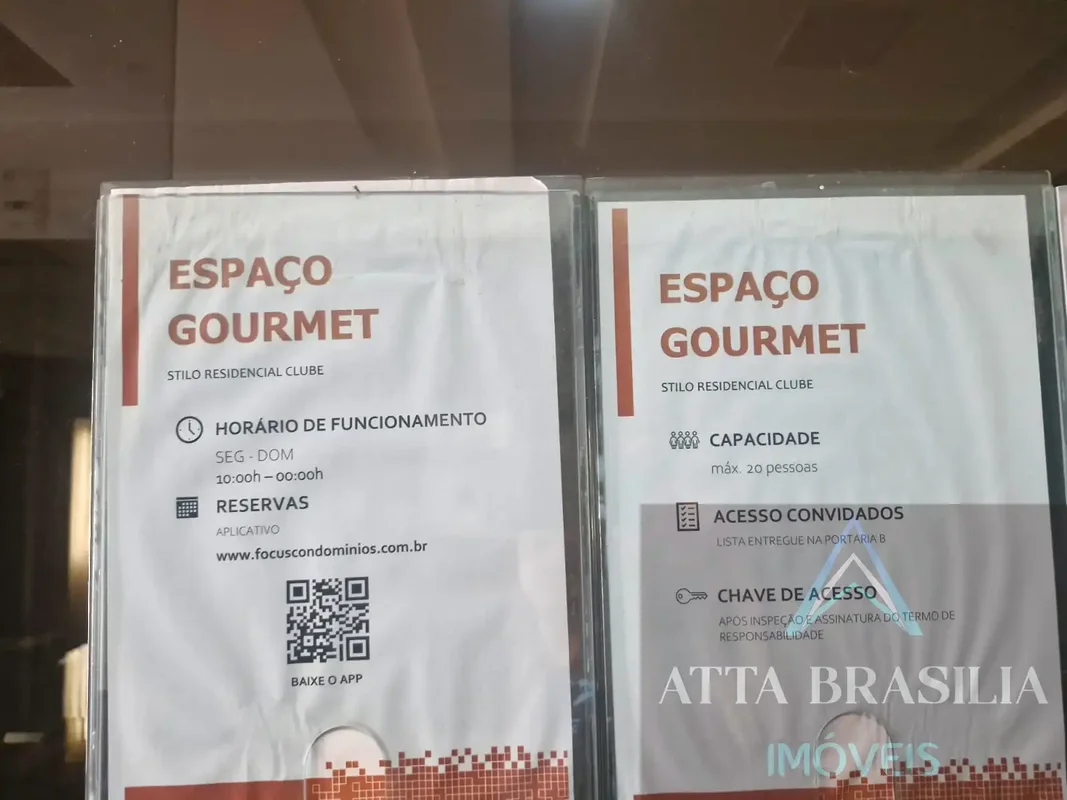 ESPAÇO
GOURMET
STILO RESIDENCIAL CLUBE
HORÁRIO DE FUNCIONAMENTO
SEG - DOM
10:00h – 00:00h
RESERVAS
APLICATIVO
www.focuscondominios.com.br
BAIXE O APP
ESPAÇO
GOURMET
STILO RESIDENCIAL CLUBE
CAPACIDADE
máx. 20 pessoas
ACESSO CONVIDADOS
LISTA ENTREGUE NA PORTARIA B
CHAVE DE ACESSO
APÓS INSPEÇÃO E ASSINATURA DO TERMO DE
RESPONSABILIDADE
ATTA BRASILIA
IMÓVEIS